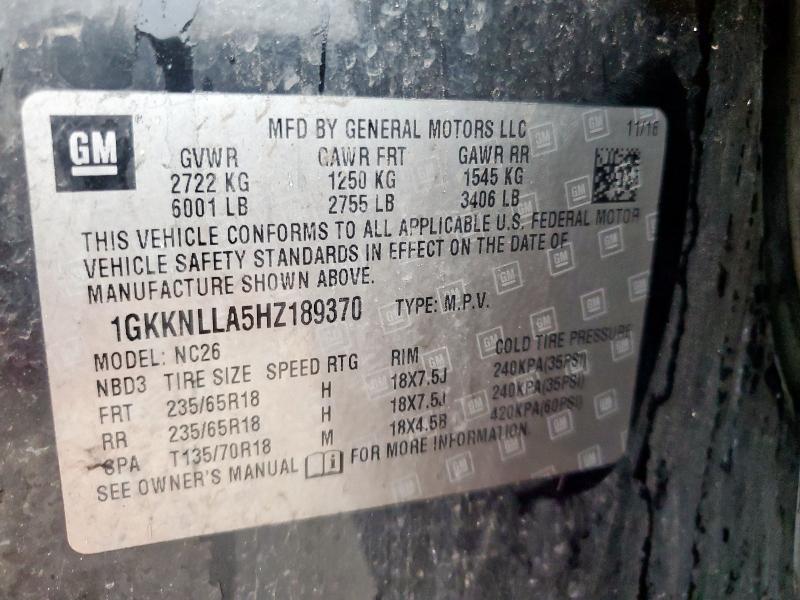 GM
MFD BY GENERAL MOTORS LLC 11/16
GVWR GAWR FRT GAWR RR
2722 KG 1250 KG 1545 KG
6001 LB 2755 LB 3406 LB
THIS VEHICLE CONFORMS TO ALL APPLICABLE U.S. FEDERAL MOTOR
VEHICLE SAFETY STANDARDS IN EFFECT ON THE DATE OF
MANUFACTURE SHOWN ABOVE.
1GKKNLLA5HZ189370 TYPE: M.P.V.
MODEL: NC26
NBD3 TIRE SIZE SPEED RTG RIM COLD TIRE PRESSURE
FRT 235/65R18 H 18X7.5J 240KPA(35PSI)
RR 235/65R18 H 18X7.5J 240KPA(35PSI)
SPA T135/70R18 M 18X4.5B 420KPA(60PSI)
SEE OWNER'S MANUAL FOR MORE INFORMATION.